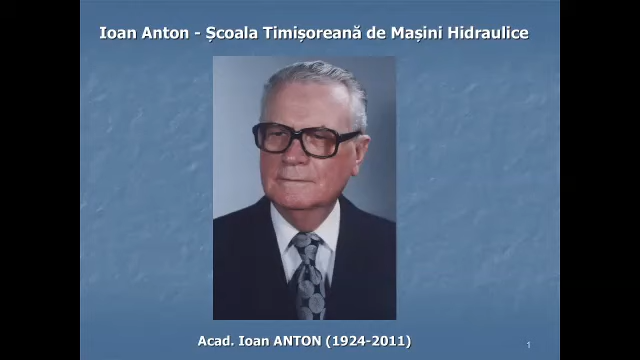 Ioan Anton - Școala Timișoreană de Mașini Hidraulice
Acad. Ioan ANTON (1924-2011)
1